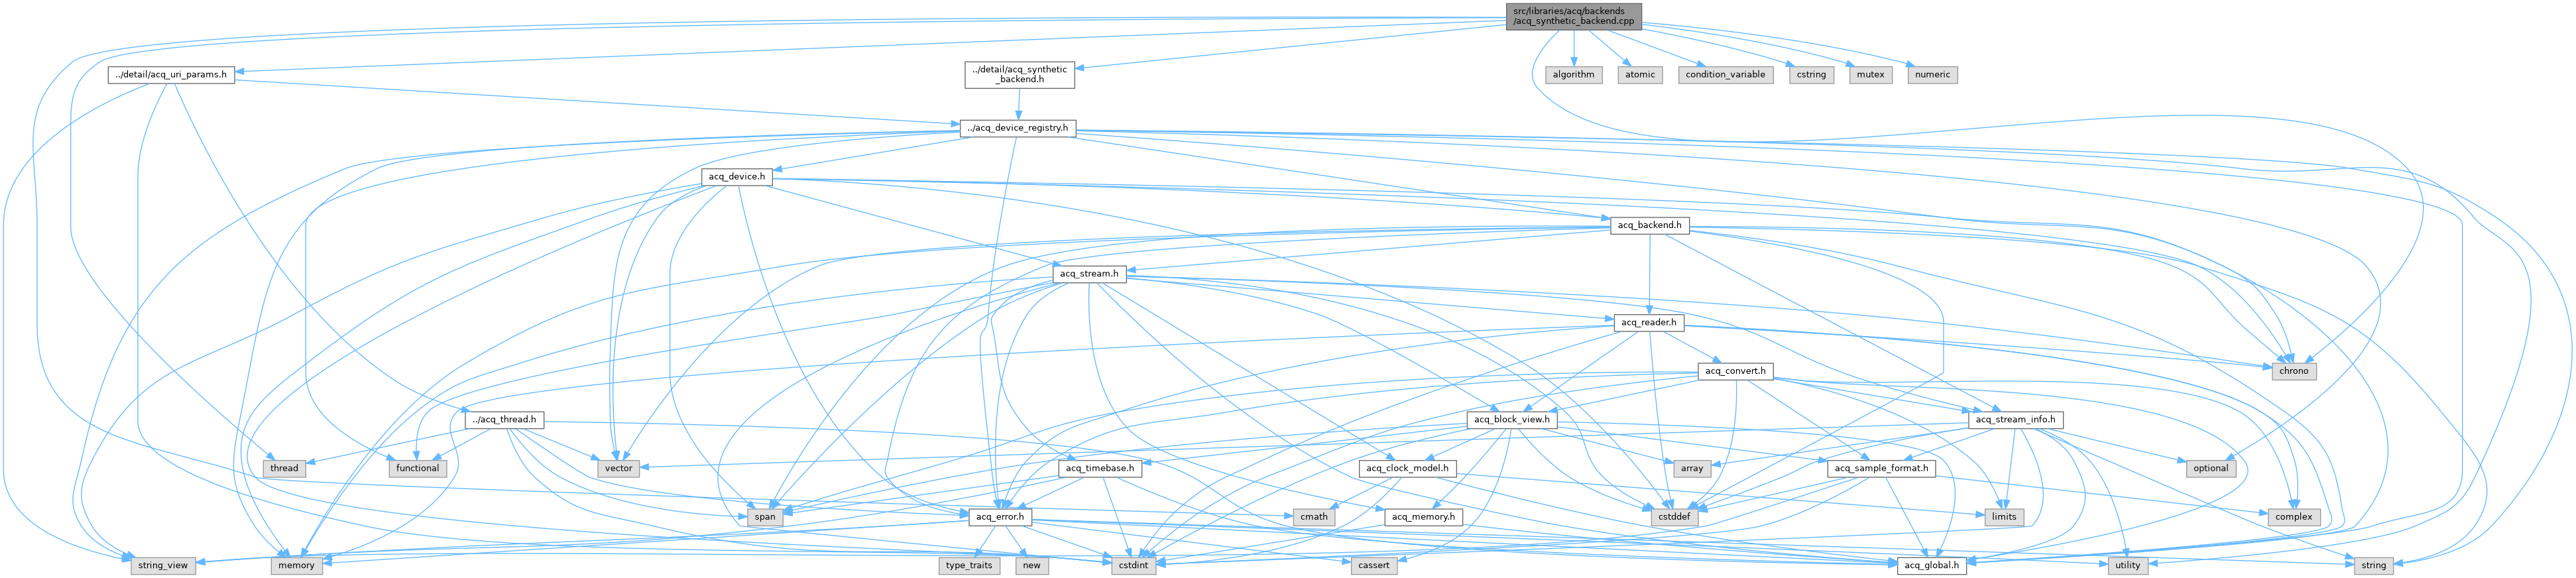 src/libraries/acq/backends
/acq_synthetic_backend.cpp
../detail/acq_uri_params.h
../detail/acq_synthetic
_backend.h
algorithm
atomic
condition_variable
cstring
mutex
numeric
../acq_device_registry.h
acq_device.h
acq_backend.h
acq_stream.h
acq_reader.h
acq_convert.h
chrono
../acq_thread.h
acq_block_view.h
acq_stream_info.h
thread
functional
vector
acq_timebase.h
acq_clock_model.h
array
acq_sample_format.h
optional
span
acq_error.h
cmath
acq_memory.h
cstddef
limits
complex
string_view
memory
type_traits
new
cstdint
cassert
acq_global.h
utility
string